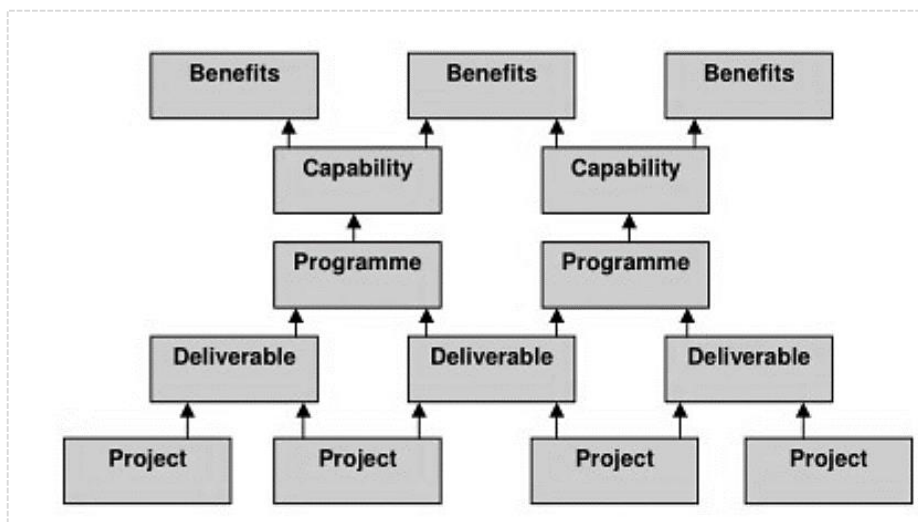 Benefits Benefits Benefits
Capability Capability
Programme Programme
Deliverable Deliverable Deliverable
Project Project Project Project